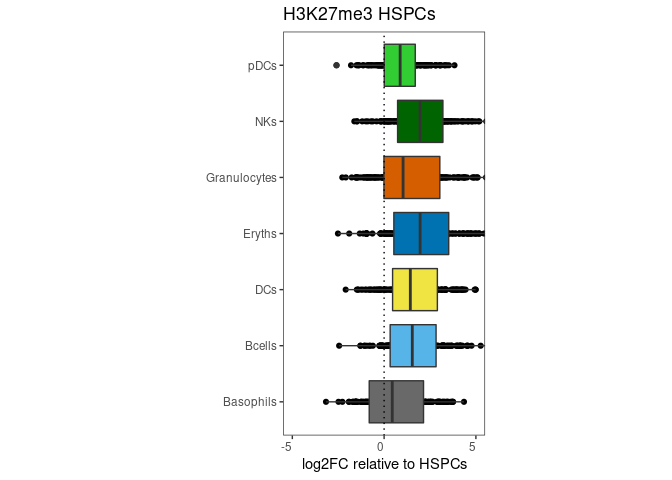 H3K27me3 HSPCs
pDCs
NKs
Granulocytes
Eryths
DCs
Bcells
Basophils
-5 0 5
log2FC relative to HSPCs